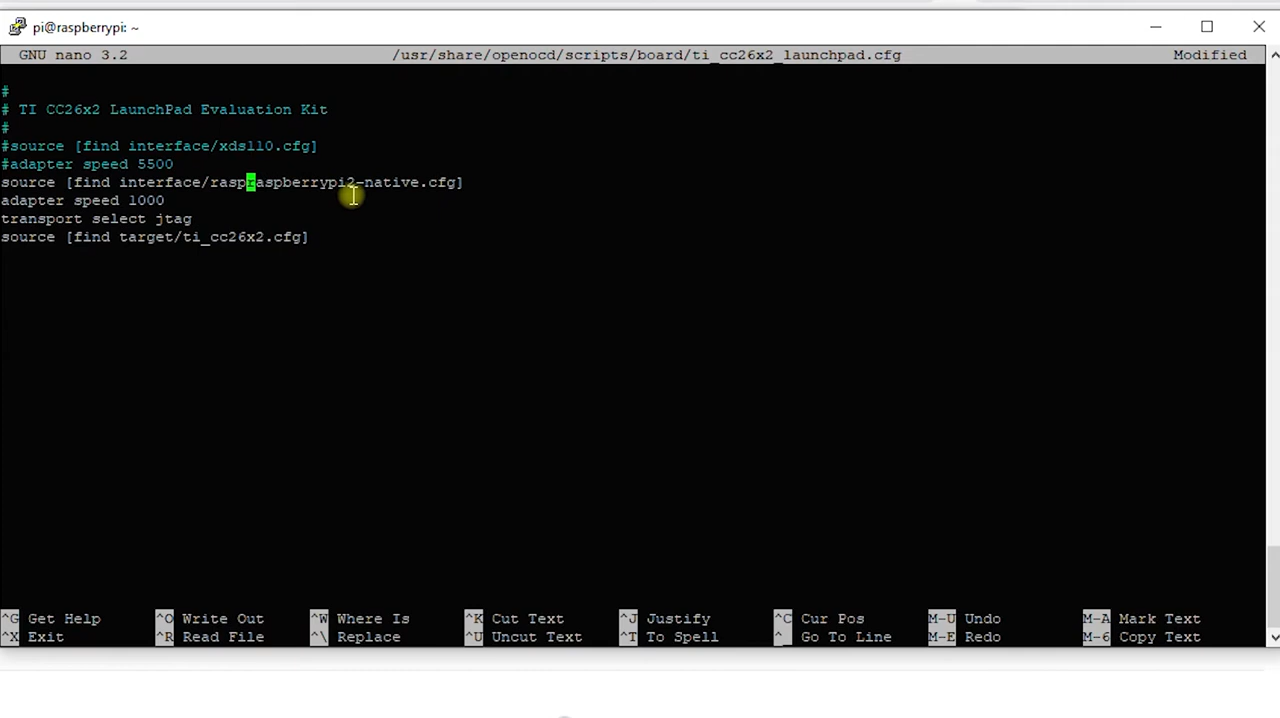 pi@raspberrypi: ~
GNU nano 3.2 /usr/share/openocd/scripts/board/ti_cc26x2_launchpad.cfg Modified
#
# TI CC26x2 LaunchPad Evaluation Kit
#
#source [find interface/xds110.cfg]
#adapter speed 5500
source [find interface/raspraspberrypi2-native.cfg]
adapter speed 1000
transport select jtag
source [find target/ti_cc26x2.cfg]
^G Get Help ^O Write Out ^W Where Is ^K Cut Text ^J Justify ^C Cur Pos M-U Undo M-A Mark Text
^X Exit ^R Read File ^\ Replace ^U Uncut Text ^T To Spell ^_ Go To Line M-E Redo M-6 Copy Text